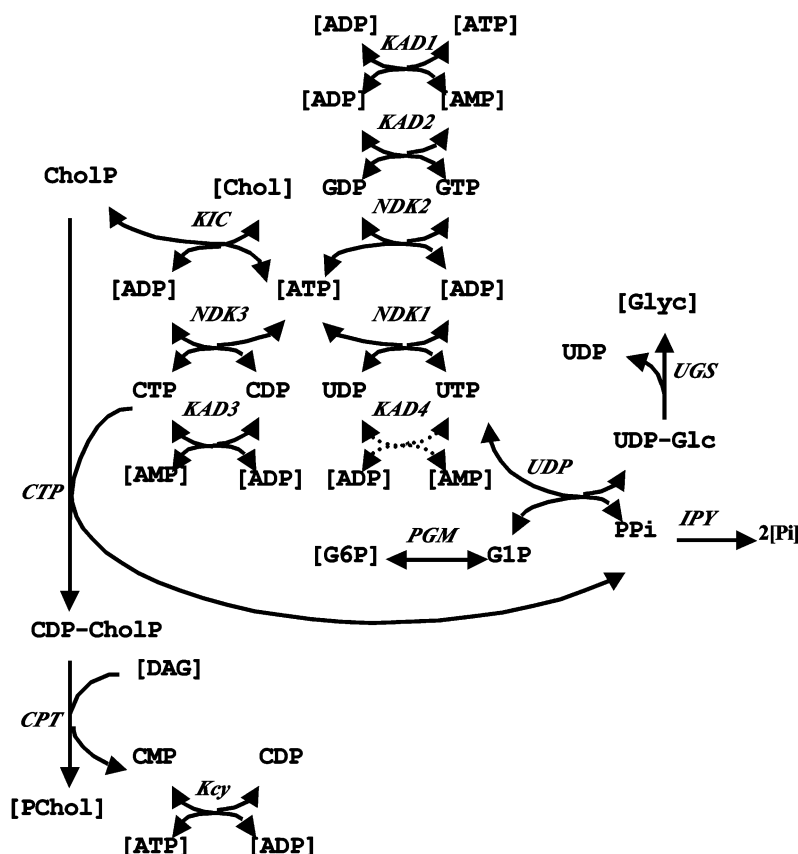 [ADP] [ATP]
KAD1
[ADP] [AMP]
KAD2
CholP [Chol] GDP GTP
KIC NDK2
[ADP] [ATP] [ADP]
[Glyc]
NDK3 NDK1
UDP UGS
CTP CDP UDP UTP
KAD3 KAD4
UDP-Glc
[AMP] [ADP] [ADP] [AMP]
UDP
CTP
PPi IPY 2[Pi]
[G6P] PGM G1P
CDP-CholP
[DAG]
CPT
CMP CDP
Kcy
[PChol]
[ATP] [ADP]